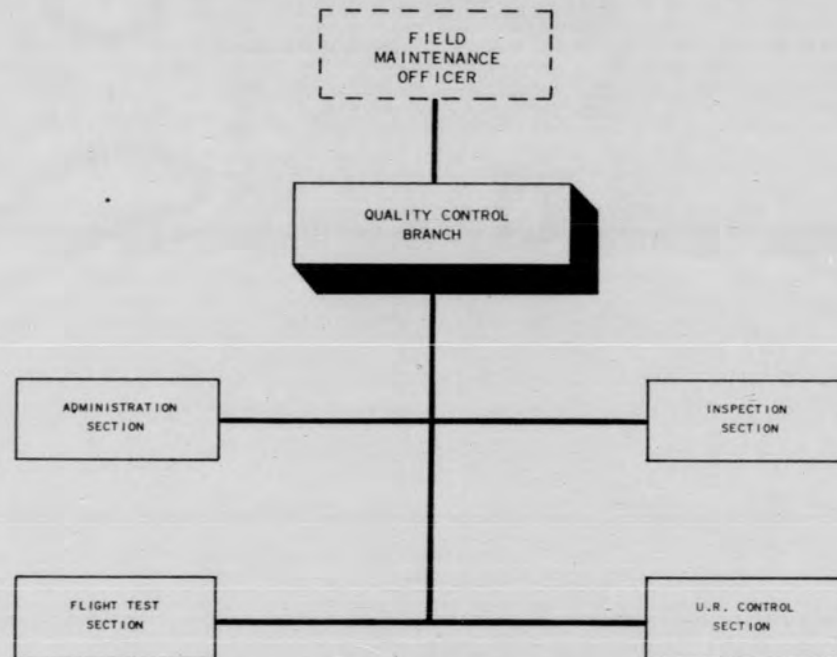 FIELD
MAINTENANCE
OFFICER
QUALITY CONTROL
BRANCH
ADMINISTRATION
SECTION
INSPECTION
SECTION
FLIGHT TEST
SECTION
U.R. CONTROL
SECTION